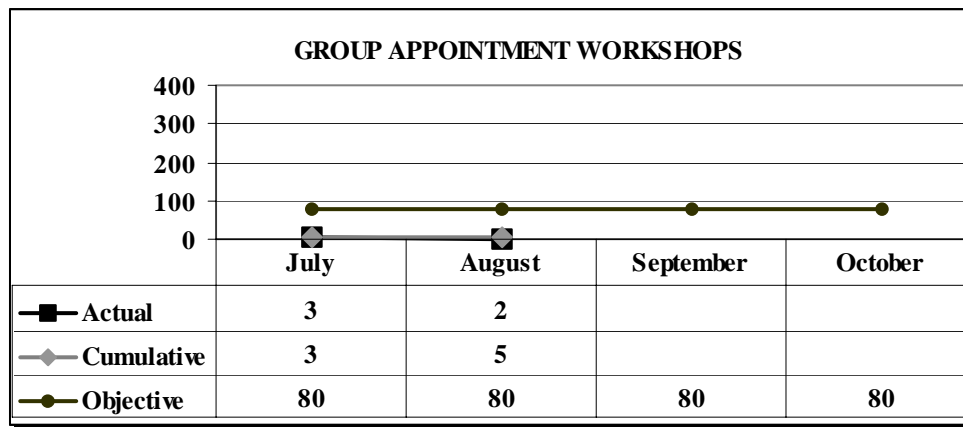 GROUP APPOINTMENT WORKSHOPS
400
300
200
100
0
July August September October
Actual 3 2
Cumulative 3 5
Objective 80 80 80 80